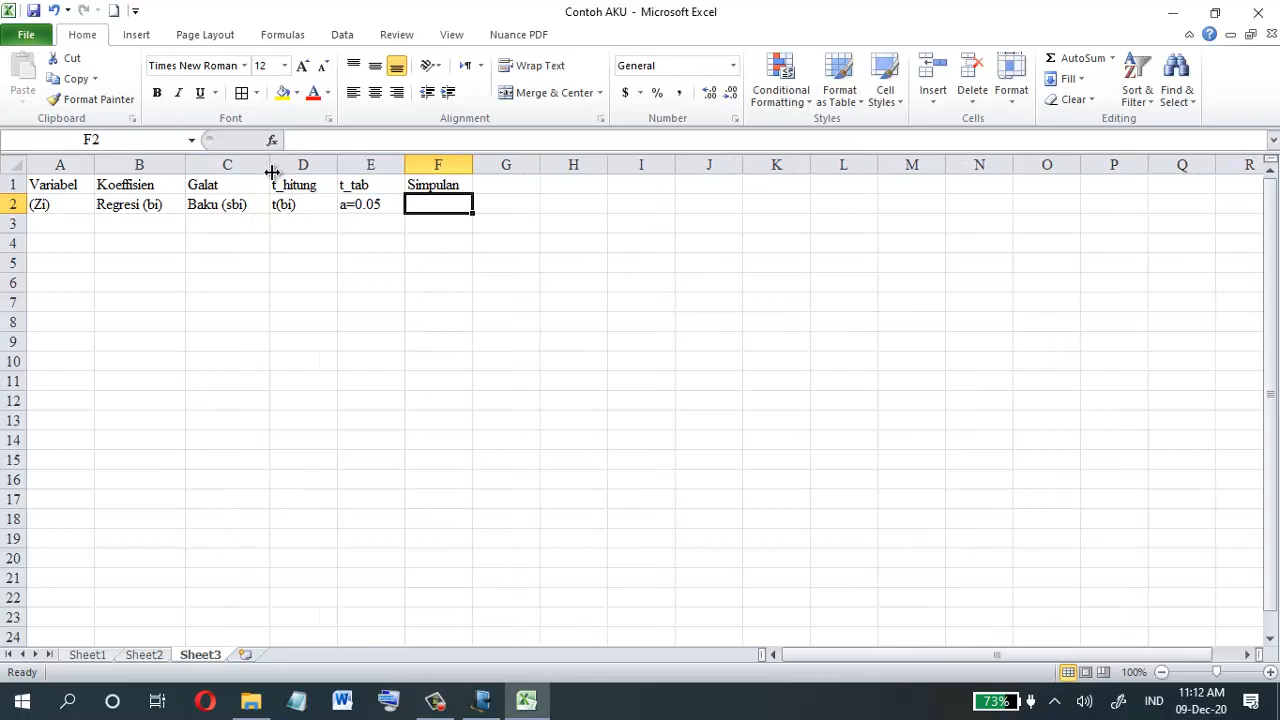 Contoh AKU - Microsoft Excel
File Home Insert Page Layout Formulas Data Review View Nuance PDF
Paste
Cut
Copy
Format Painter
Clipboard
Times New Roman 12
B I U
Font
Wrap Text
Merge & Center
Alignment
General
$ % ,
Number
Conditional Formatting
Format as Table
Cell Styles
Styles
Insert
Delete
Format
Cells
AutoSum
Fill
Clear
Sort & Filter
Find & Select
Editing
F2 fx
A B C D E F G H I J K L M N O P Q R
1 Variabel Koeffisien Galat t_hitung t_tab Simpulan
2 (Zi) Regresi (bi) Baku (sbi) t(bi) a=0.05
3
4
5
6
7
8
9
10
11
12
13
14
15
16
17
18
19
20
21
22
23
24
Sheet1 Sheet2 Sheet3
Ready 100%
73% IND 11:12 AM
09-Dec-20